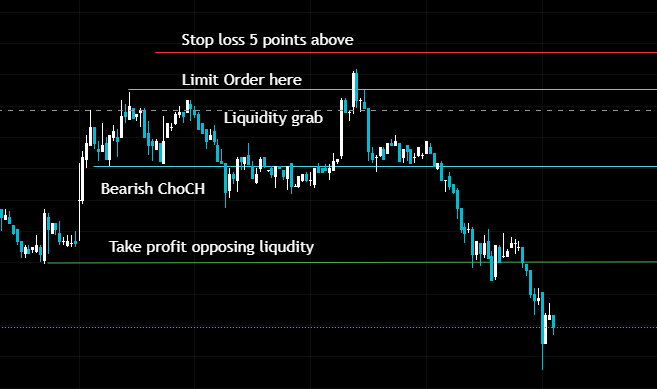 Stop loss 5 points above
Limit Order here
Liquidity grab
Bearish ChoCH
Take profit opposing liqudity